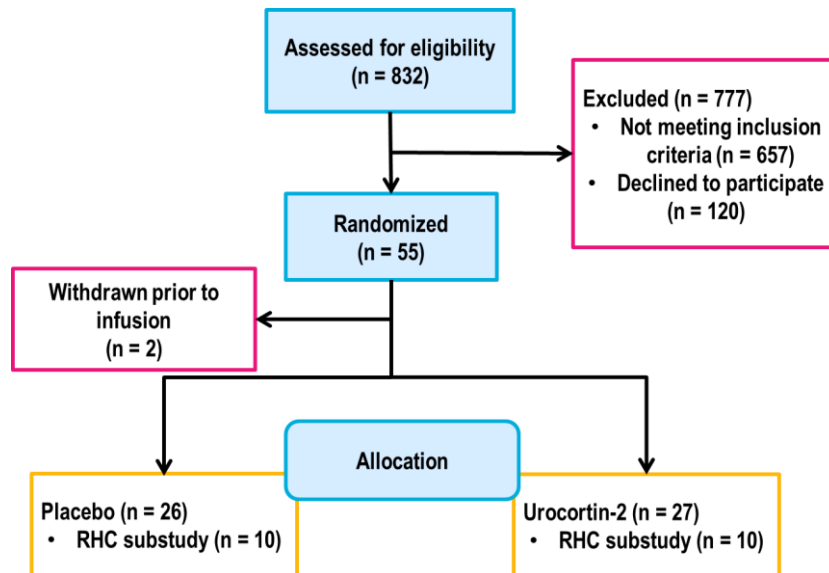 Assessed for eligibility
(n = 832)
Excluded (n = 777)
• Not meeting inclusion
criteria (n = 657)
• Declined to participate
(n = 120)
Randomized
(n = 55)
Withdrawn prior to
infusion
(n = 2)
Allocation
Placebo (n = 26)
• RHC substudy (n = 10)
Urocortin-2 (n = 27)
• RHC substudy (n = 10)